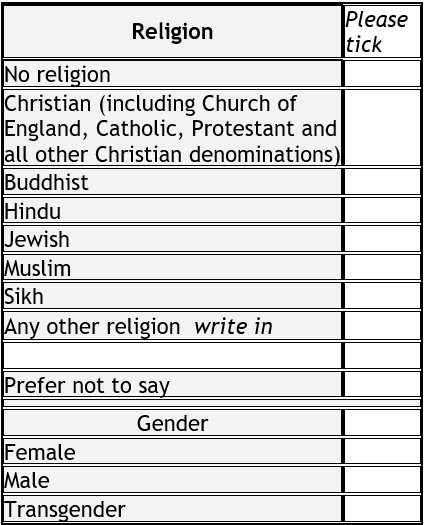 Religion
Please
tick
No religion
Christian (including Church of
England, Catholic, Protestant and
all other Christian denominations)
Buddhist
Hindu
Jewish
Muslim
Sikh
Any other religion  write in
Prefer not to say
Gender
Female
Male
Transgender